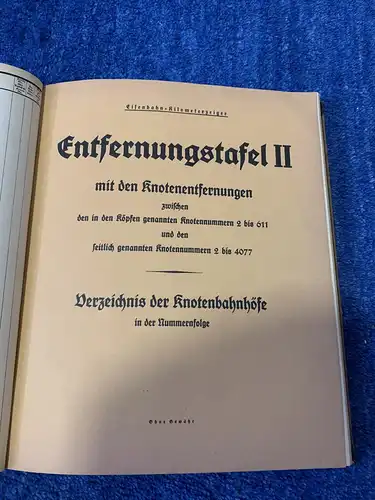 Eisenbahn-Kilometerzeiger
Entfernungstafel II
mit den Knotenentfernungen
zwischen
den in den Köpfen genannten Knotennummern 2 bis 611
und den
seitlich genannten Knotennummern 2 bis 4077
Verzeichnis der Knotenbahnhöfe
in der Nummernfolge
Ohne Gewähr